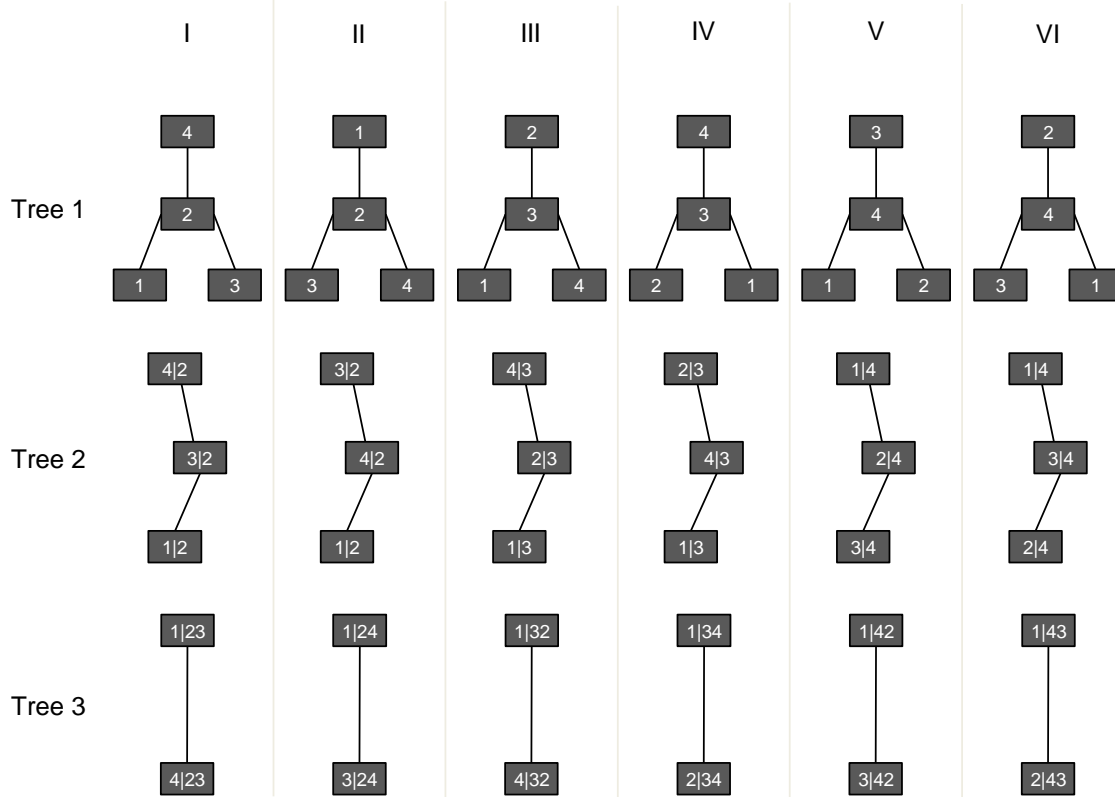 I II III IV V VI
4 1 2 4 3 2
Tree 1 2 2 3 3 4 4
1 3 3 4 1 4 2 1 1 2 3 1
4|2 3|2 4|3 2|3 1|4 1|4
Tree 2 3|2 4|2 2|3 4|3 2|4 3|4
1|2 1|2 1|3 1|3 3|4 2|4
1|23 1|24 1|32 1|34 1|42 1|43
Tree 3
4|23 3|24 4|32 2|34 3|42 2|43